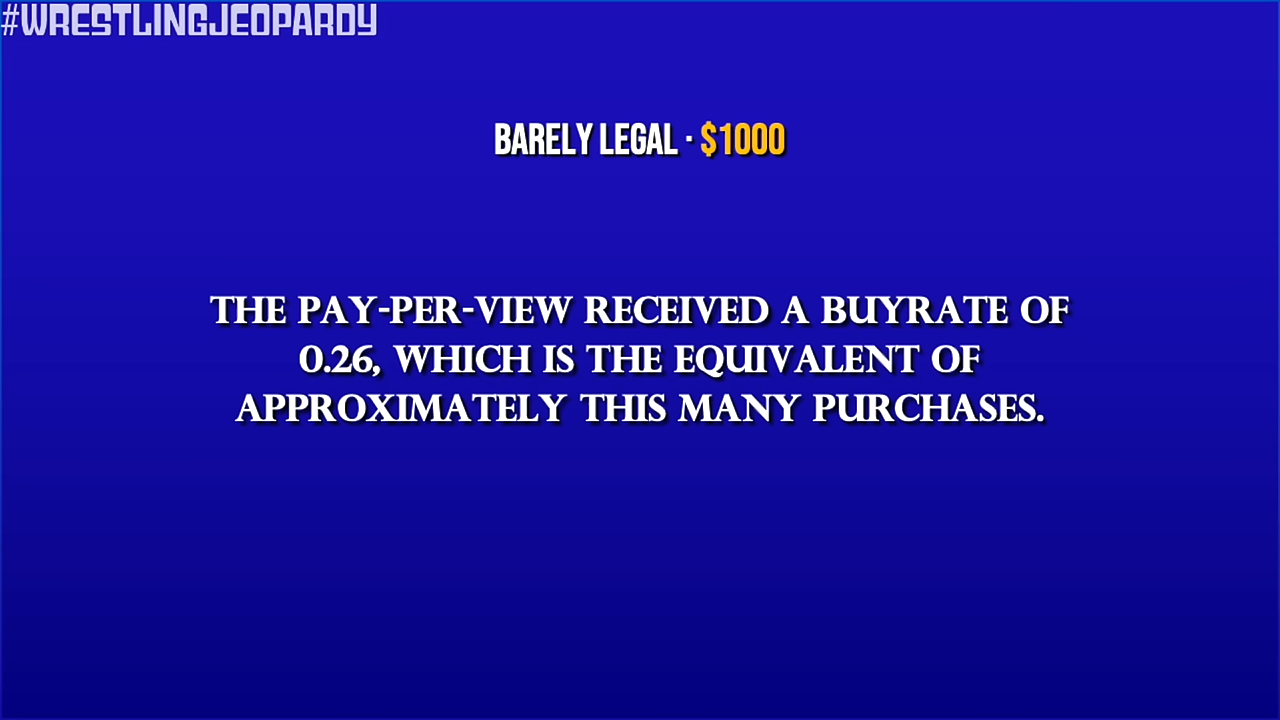 #WRESTLINGJEOPARDY
BARELY LEGAL · $1000
THE PAY-PER-VIEW RECEIVED A BUYRATE OF
0.26, WHICH IS THE EQUIVALENT OF
APPROXIMATELY THIS MANY PURCHASES.